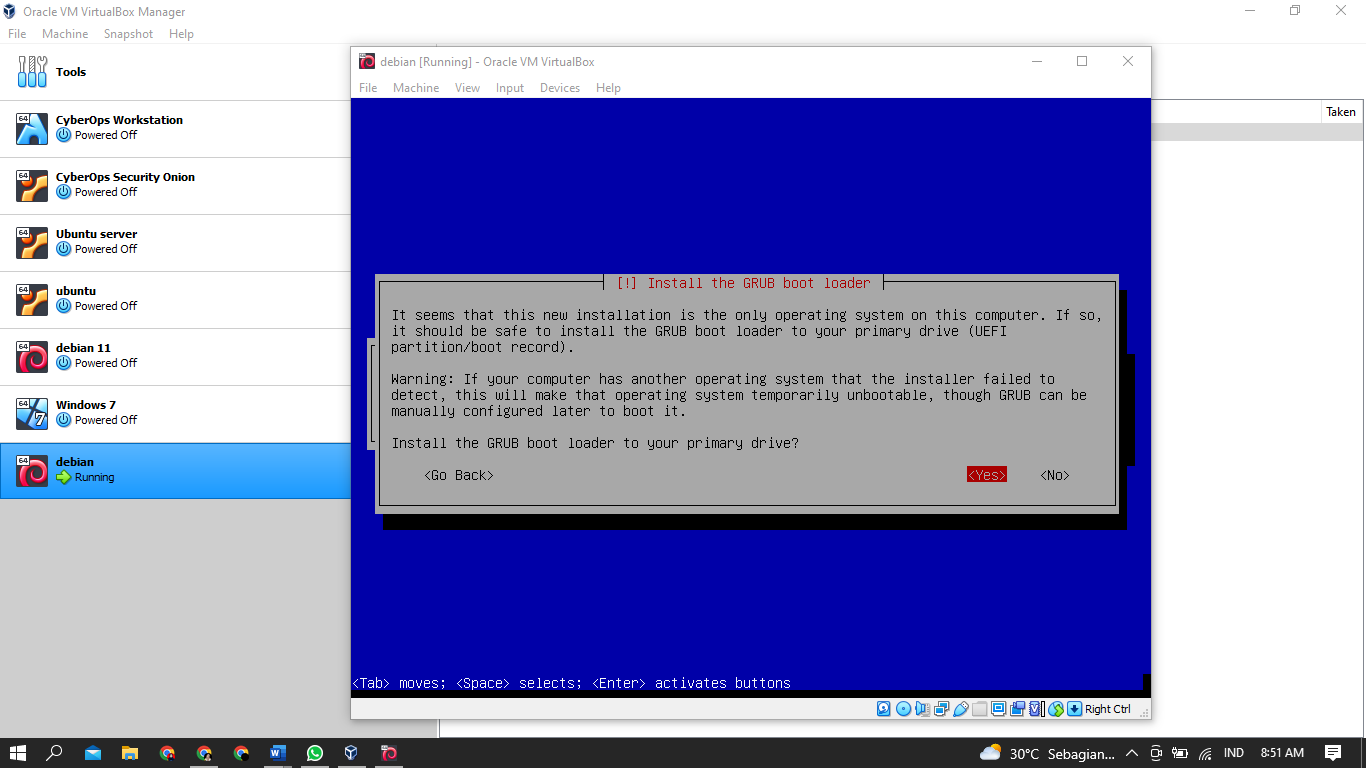 Oracle VM VirtualBox Manager
File Machine Snapshot Help
Tools
64
CyberOps Workstation
Powered Off
64
CyberOps Security Onion
Powered Off
64
Ubuntu server
Powered Off
64
ubuntu
Powered Off
64
debian 11
Powered Off
64
7
Windows 7
Powered Off
64
debian
Running
Taken
debian [Running] - Oracle VM VirtualBox
File Machine View Input Devices Help
[!] Install the GRUB boot loader
It seems that this new installation is the only operating system on this computer. If so,
it should be safe to install the GRUB boot loader to your primary drive (UEFI
partition/boot record).
Warning: If your computer has another operating system that the installer failed to
detect, this will make that operating system temporarily unbootable, though GRUB can be
manually configured later to boot it.
Install the GRUB boot loader to your primary drive?
<Go Back> <Yes> <No>
<Tab> moves; <Space> selects; <Enter> activates buttons
Right Ctrl
30°C Sebagian... IND 8:51 AM